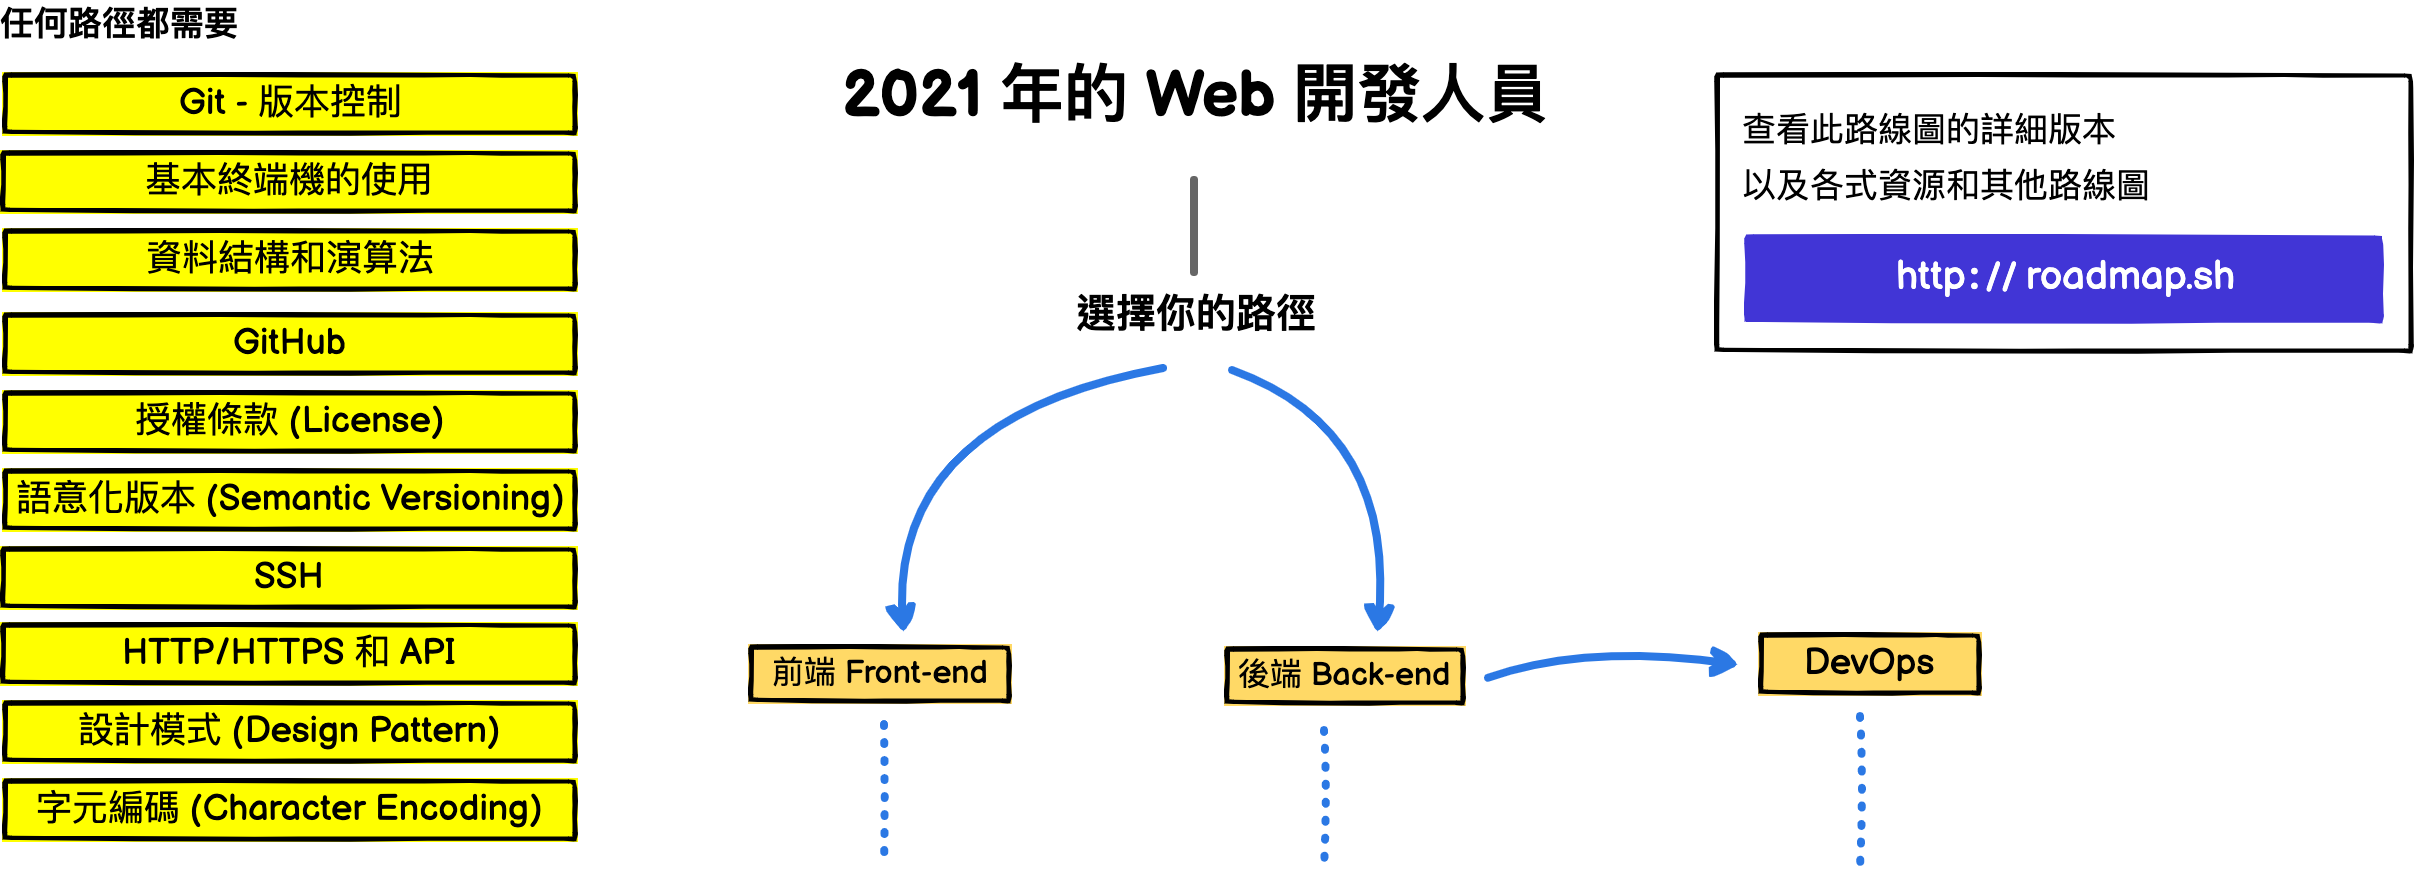 任何路徑都需要
Git - 版本控制
基本終端機的使用
資料結構和演算法
GitHub
授權條款 (License)
語意化版本 (Semantic Versioning)
SSH
HTTP/HTTPS 和 API
設計模式 (Design Pattern)
字元編碼 (Character Encoding)
2021 年的 Web 開發人員
選擇你的路徑
前端 Front-end
後端 Back-end
DevOps
查看此路線圖的詳細版本
以及各式資源和其他路線圖
http://roadmap.sh